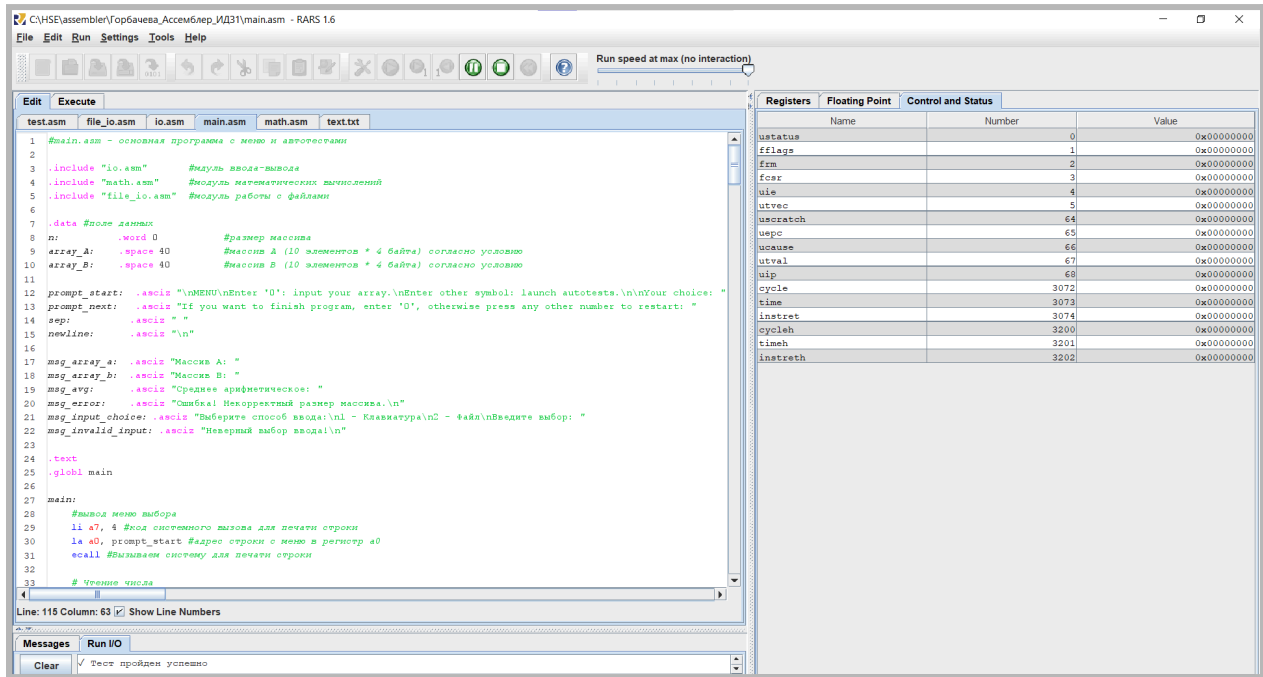 C:\HSE\assembler\Горбачева_Ассемблер_ИД31\main.asm - RARS 1.6
File Edit Run Settings Tools Help
Run speed at max (no interaction)
Edit Execute
test.asm file_io.asm io.asm main.asm math.asm text.txt
1 #main.asm - основная программа с меню и автотестами
2
3 .include "io.asm" #мдуль ввода-вывода
4 .include "math.asm" #модуль математических вычислений
5 .include "file_io.asm" #модуль работы с файлами
6
7 .data #поле данных
8 n: .word 0 #размер массива
9 array_A: .space 40 #массив A (10 элементов * 4 байта) согласно условию
10 array_B: .space 40 #массив B (10 элементов * 4 байта) согласно условию
11
12 prompt_start: .asciz "\nMENU\nEnter '0': input your array.\nEnter other symbol: launch autotests.\n\nYour choice: "
13 prompt_next: .asciz "If you want to finish program, enter '0', otherwise press any other number to restart: "
14 sep: .asciz " "
15 newline: .asciz "\n"
16
17 msg_array_a: .asciz "Массив A: "
18 msg_array_b: .asciz "Массив B: "
19 msg_avg: .asciz "Среднее арифметическое: "
20 msg_error: .asciz "Ошибка! Некорректный размер массива.\n"
21 msg_input_choice: .asciz "Выберите способ ввода:\n1 - Клавиатура\n2 - Файл\nВведите выбор: "
22 msg_invalid_input: .asciz "Неверный выбор ввода!\n"
23
24 .text
25 .globl main
26
27 main:
28 #вывод меню выбора
29 li a7, 4 #код системного вызова для печати строки
30 la a0, prompt_start #адрес строки с меню в регистр a0
31 ecall #Вызываем систему для печати строки
32
33 # Чтение числа
Line: 115 Column: 63 Show Line Numbers
Messages Run I/O
Clear √ Тест пройден успешно
Registers Floating Point Control and Status
Name Number Value
ustatus 0 0x00000000
fflags 1 0x00000000
frm 2 0x00000000
fcsr 3 0x00000000
uie 4 0x00000000
utvec 5 0x00000000
uscratch 64 0x00000000
uepc 65 0x00000000
ucause 66 0x00000000
utval 67 0x00000000
uip 68 0x00000000
cycle 3072 0x00000000
time 3073 0x00000000
instret 3074 0x00000000
cycleh 3200 0x00000000
timeh 3201 0x00000000
instreth 3202 0x00000000